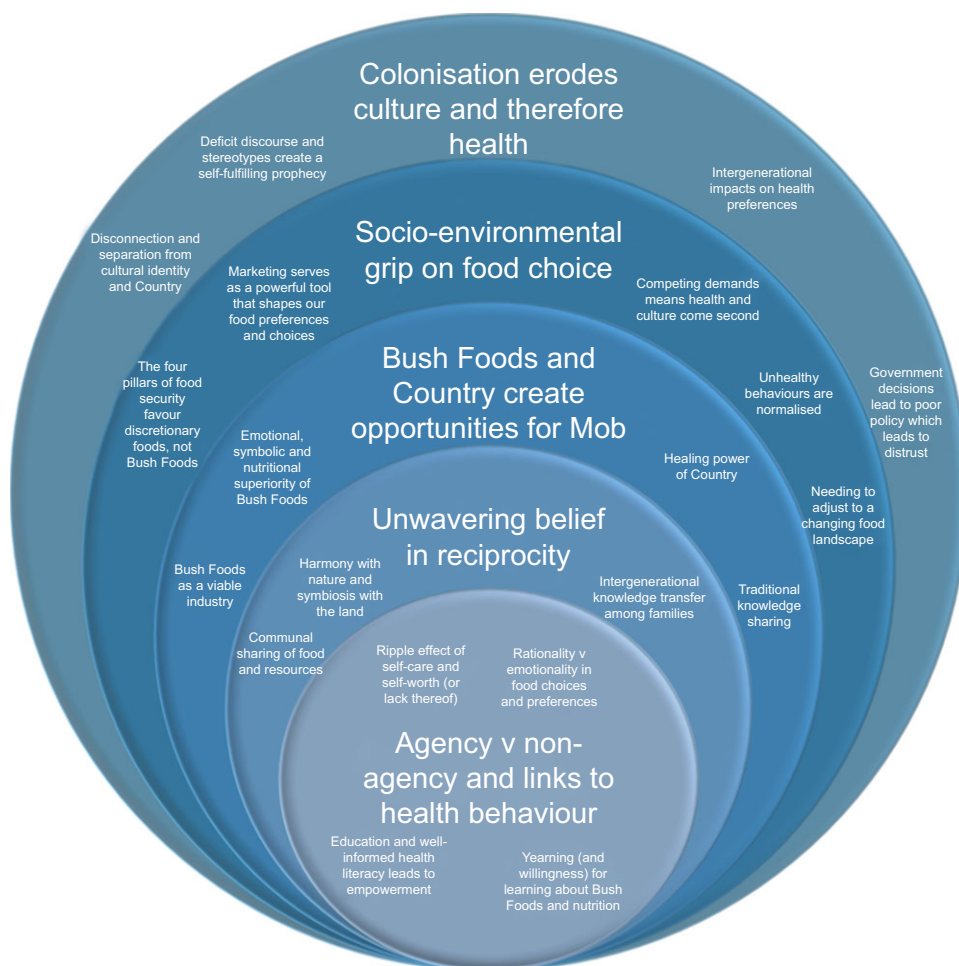 Colonisation erodes
culture and therefore
health
Deficit discourse and
stereotypes create a
self-fulfilling prophecy
Intergenerational
impacts on health
preferences
Disconnection and
separation from
cultural identity
and Country
Government
decisions
lead to poor
policy which
leads to
distrust
Socio-environmental
grip on food choice
Marketing serves
as a powerful tool
that shapes our
food preferences
and choices
Competing demands
means health and
culture come second
The four
pillars of food
security
favour
discretionary
foods, not
Bush Foods
Unhealthy
behaviours are
normalised
Needing to
adjust to a
changing food
landscape
Bush Foods and
Country create
opportunities for Mob
Emotional,
symbolic and
nutritional
superiority of
Bush Foods
Healing power
of Country
Bush Foods
as a viable
industry
Traditional
knowledge
sharing
Unwavering belief
in reciprocity
Harmony with
nature and
symbiosis with
the land
Intergenerational
knowledge transfer
among families
Communal
sharing of food
and resources
Ripple effect of
self-care and
self-worth (or
lack thereof)
Rationality v
emotionality in
food choices
and preferences
Agency v non-
agency and links to
health behaviour
Education and well-
informed health
literacy leads to
empowerment
Yearning (and
willingness) for
learning about Bush
Foods and nutrition